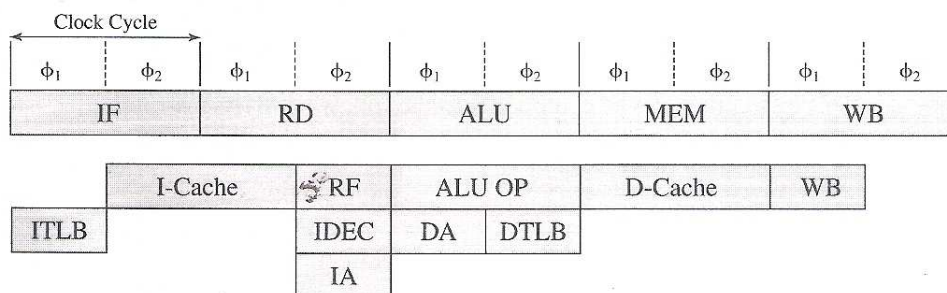 Clock Cycle
ϕ1 ϕ2 ϕ1 ϕ2 ϕ1 ϕ2 ϕ1 ϕ2 ϕ1 ϕ2
IF RD ALU MEM WB
I-Cache RF ALU OP D-Cache WB
ITLB IDEC DA DTLB
IA